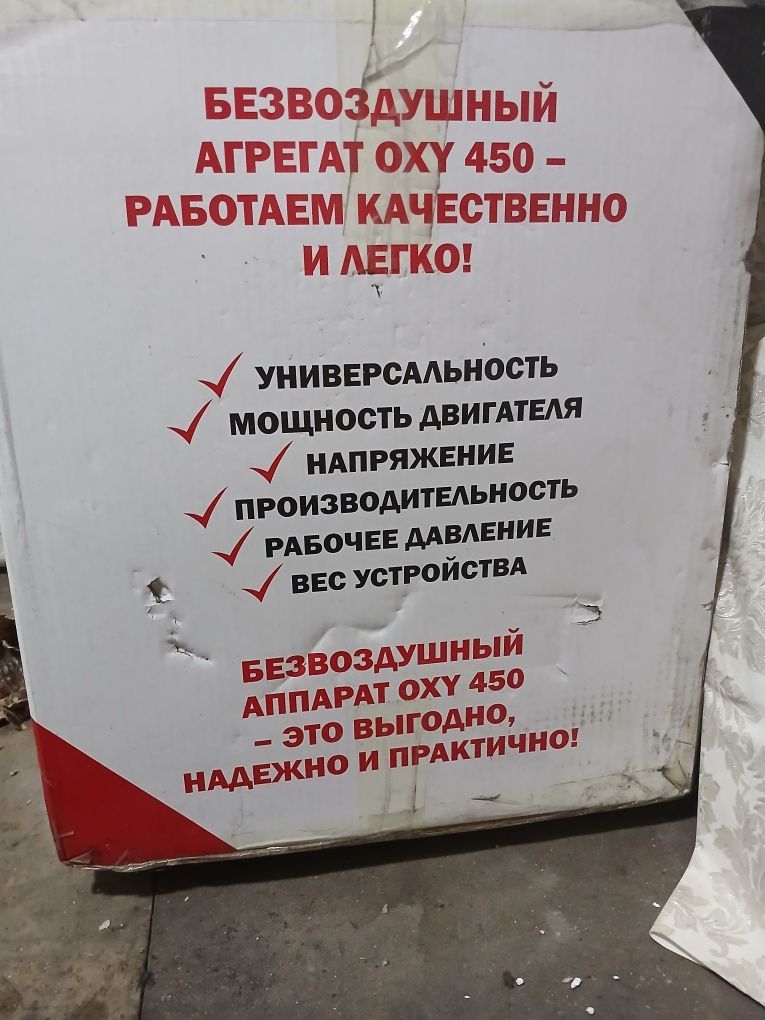 БЕЗВОЗДУШНЫЙ
АГРЕГАТ OXY 450 –
РАБОТАЕМ КАЧЕСТВЕННО
И ЛЕГКО!
УНИВЕРСАЛЬНОСТЬ
МОЩНОСТЬ ДВИГАТЕЛЯ
НАПРЯЖЕНИЕ
ПРОИЗВОДИТЕЛЬНОСТЬ
РАБОЧЕЕ ДАВЛЕНИЕ
ВЕС УСТРОЙСТВА
БЕЗВОЗДУШНЫЙ
АППАРАТ OXY 450
– ЭТО ВЫГОДНО,
НАДЕЖНО И ПРАКТИЧНО!